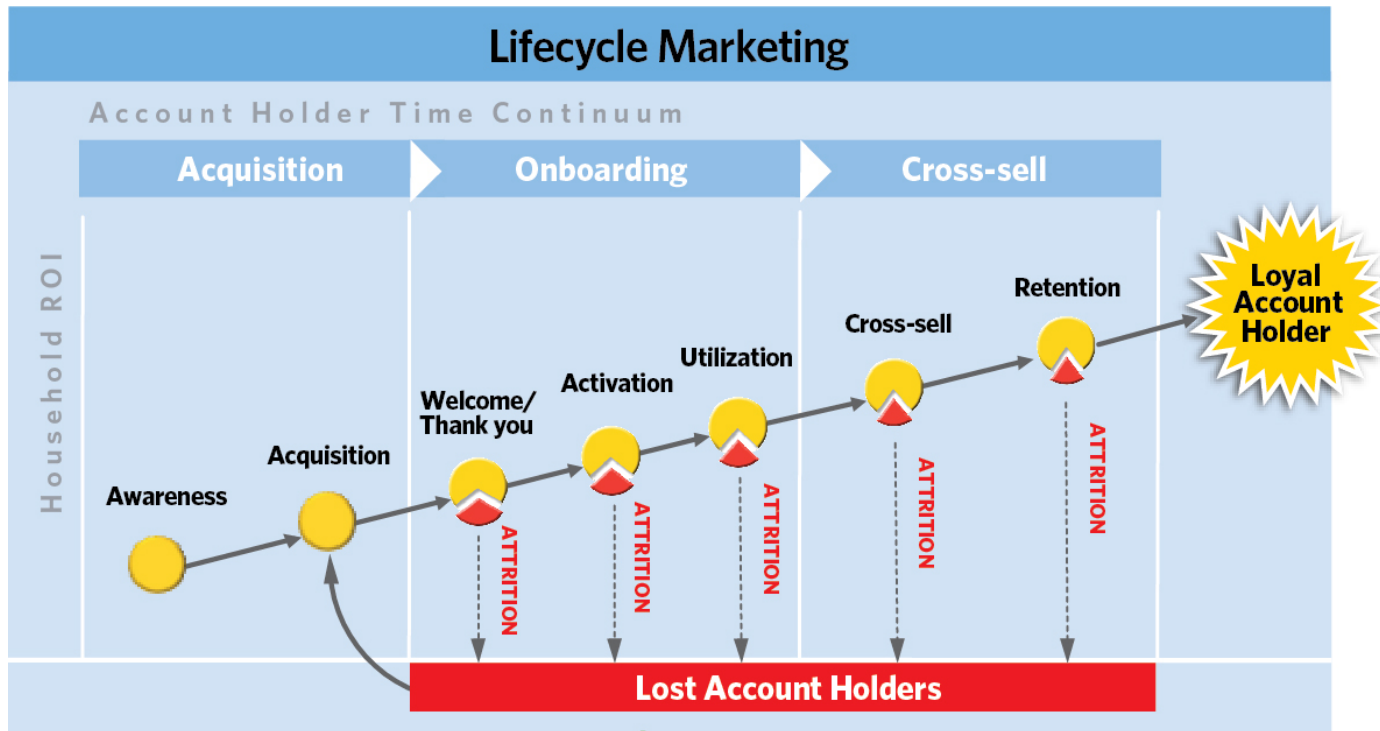 Lifecycle Marketing
Account Holder Time Continuum
Acquisition
Onboarding
Cross-sell
Household ROI
Awareness
Acquisition
Welcome/
Thank you
Activation
Utilization
Cross-sell
Retention
Loyal
Account
Holder
ATTRITION
ATTRITION
ATTRITION
ATTRITION
ATTRITION
Lost Account Holders